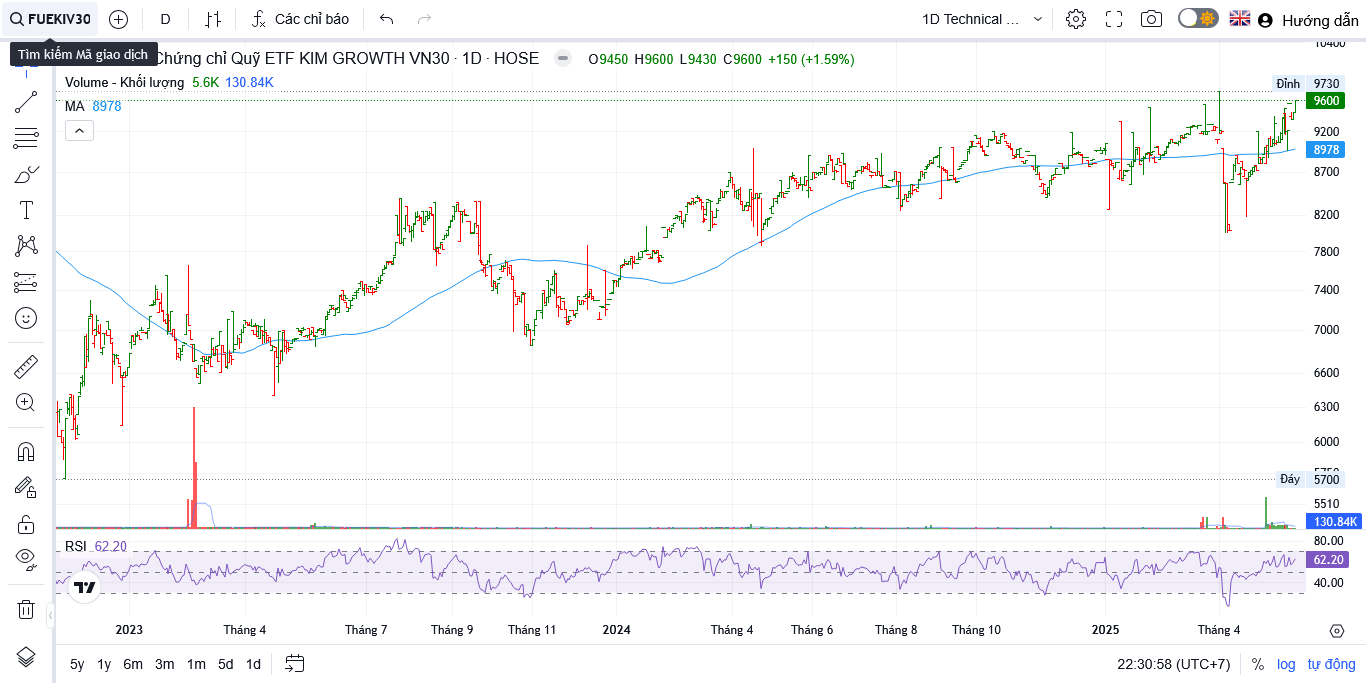 FUEKIV30
D
Các chỉ báo
1D Technical ...
Hướng dẫn
Tìm kiếm Mã giao dịch
Chứng chỉ Quỹ ETF KIM GROWTH VN30 · 1D · HOSE
O9450 H9600 L9430 C9600 +150 (+1.59%)
Volume - Khối lượng 5.6K 130.84K
MA 8978
10400
Đỉnh 9730
9600
9200
8978
8700
8200
7800
7400
7000
6600
6300
6000
5750
Đáy 5700
5510
130.84K
RSI 62.20
80.00
62.20
40.00
2023 Tháng 4 Tháng 7 Tháng 9 Tháng 11 2024 Tháng 4 Tháng 6 Tháng 8 Tháng 10 2025 Tháng 4
5y 1y 6m 3m 1m 5d 1d
22:30:58 (UTC+7) % log tự động